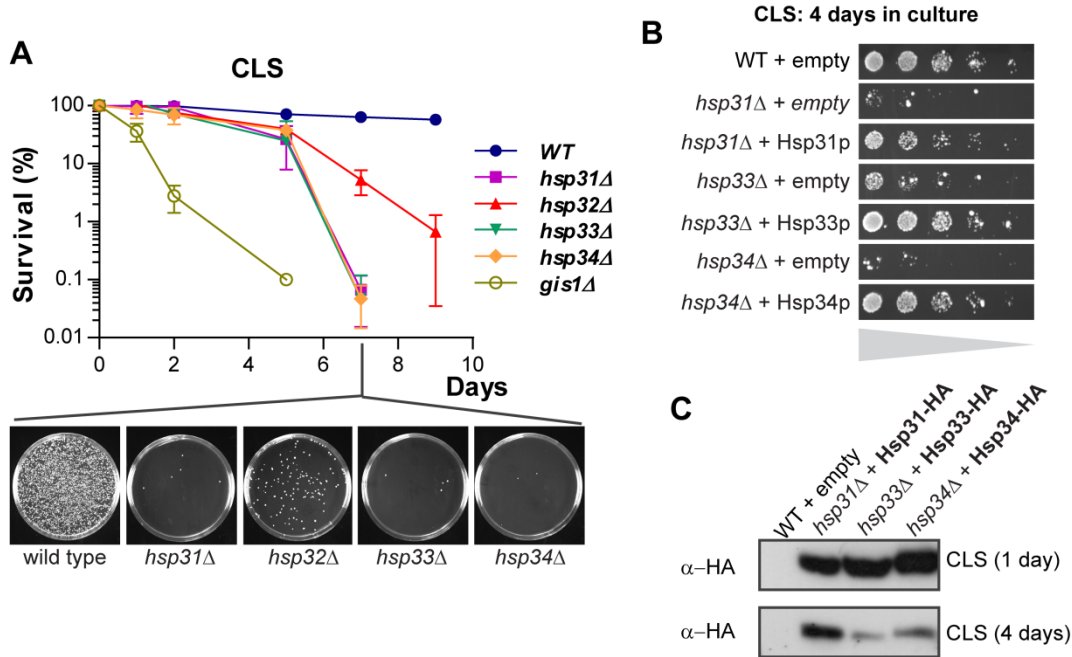 A
CLS
Survival (%)
100
10
1
0.1
0.01
0
2
4
6
8
10
Days
WT
hsp31Δ
hsp32Δ
hsp33Δ
hsp34Δ
gis1Δ
wild type
hsp31Δ
hsp32Δ
hsp33Δ
hsp34Δ
B
CLS: 4 days in culture
WT + empty
hsp31Δ + empty
hsp31Δ + Hsp31p
hsp33Δ + empty
hsp33Δ + Hsp33p
hsp34Δ + empty
hsp34Δ + Hsp34p
C
WT + empty
hsp31Δ + Hsp31-HA
hsp33Δ + Hsp33-HA
hsp34Δ + Hsp34-HA
α–HA
CLS (1 day)
α–HA
CLS (4 days)